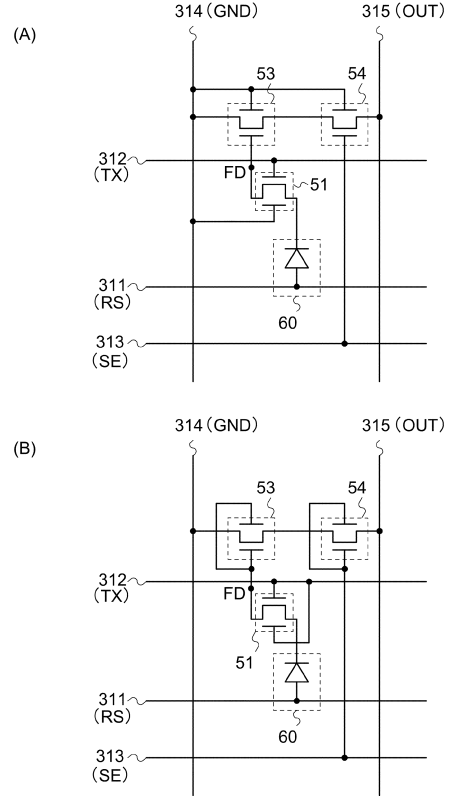 314 (GND)
315 (OUT)
(A)
53
54
312
(TX)
FD
51
311
(RS)
60
313
(SE)
314 (GND)
315 (OUT)
(B)
53
54
312
(TX)
FD
51
311
(RS)
60
313
(SE)